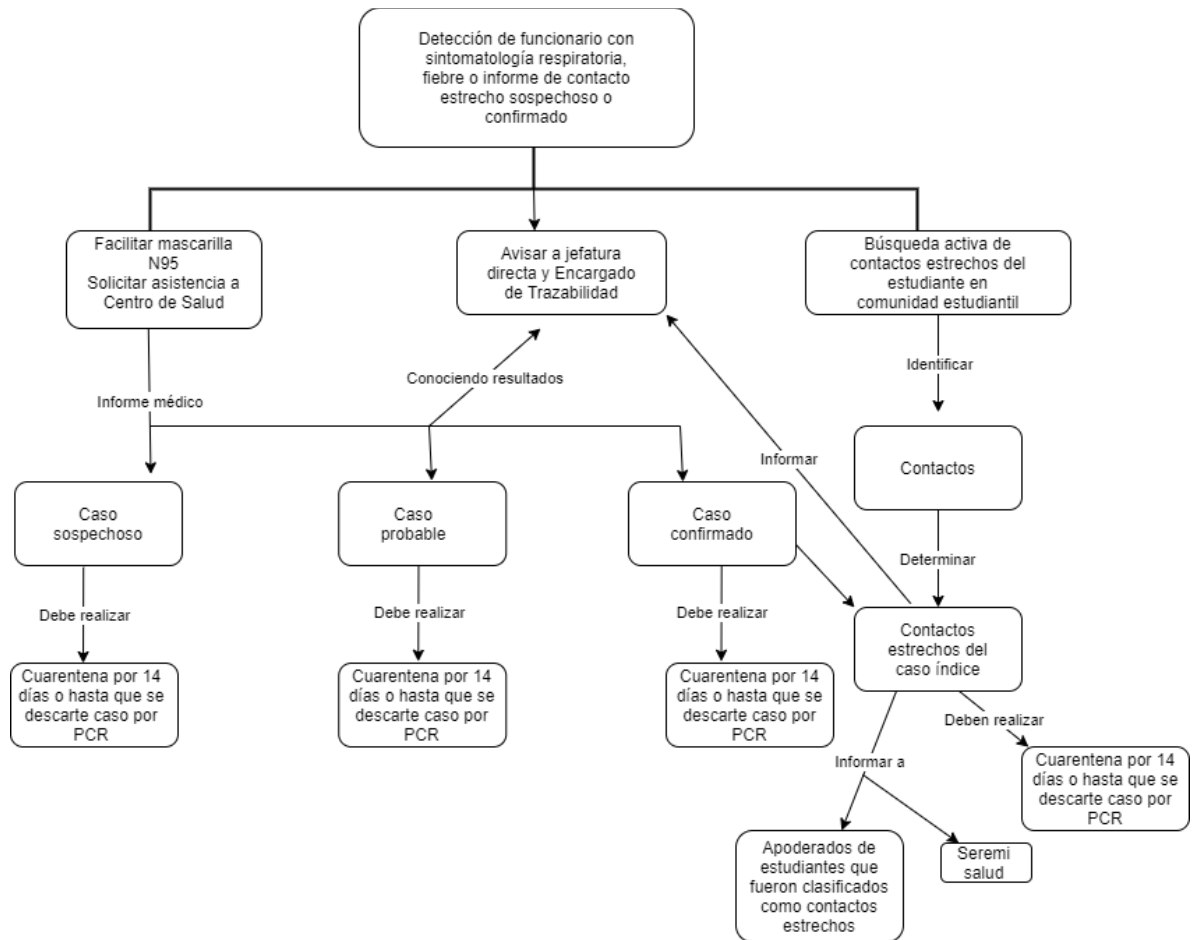 Detección de funcionario con
sintomatología respiratoria,
fiebre o informe de contacto
estrecho sospechoso o
confirmado
Facilitar mascarilla
N95
Solicitar asistencia a
Centro de Salud
Avisar a jefatura
directa y Encargado
de Trazabilidad
Búsqueda activa de
contactos estrechos del
estudiante en
comunidad estudiantil
Identificar
Conociendo resultados
Informe médico
Informar
Contactos
Caso
sospechoso
Caso
probable
Caso
confirmado
Determinar
Debe realizar
Debe realizar
Debe realizar
Contactos
estrechos del
caso índice
Cuarentena por 14
días o hasta que se
descarte caso por
PCR
Cuarentena por 14
días o hasta que se
descarte caso por
PCR
Cuarentena por 14
días o hasta que se
descarte caso por
PCR
Deben realizar
Informar a
Cuarentena por 14
días o hasta que se
descarte caso por
PCR
Apoderados de
estudiantes que
fueron clasificados
como contactos
estrechos
Seremi
salud